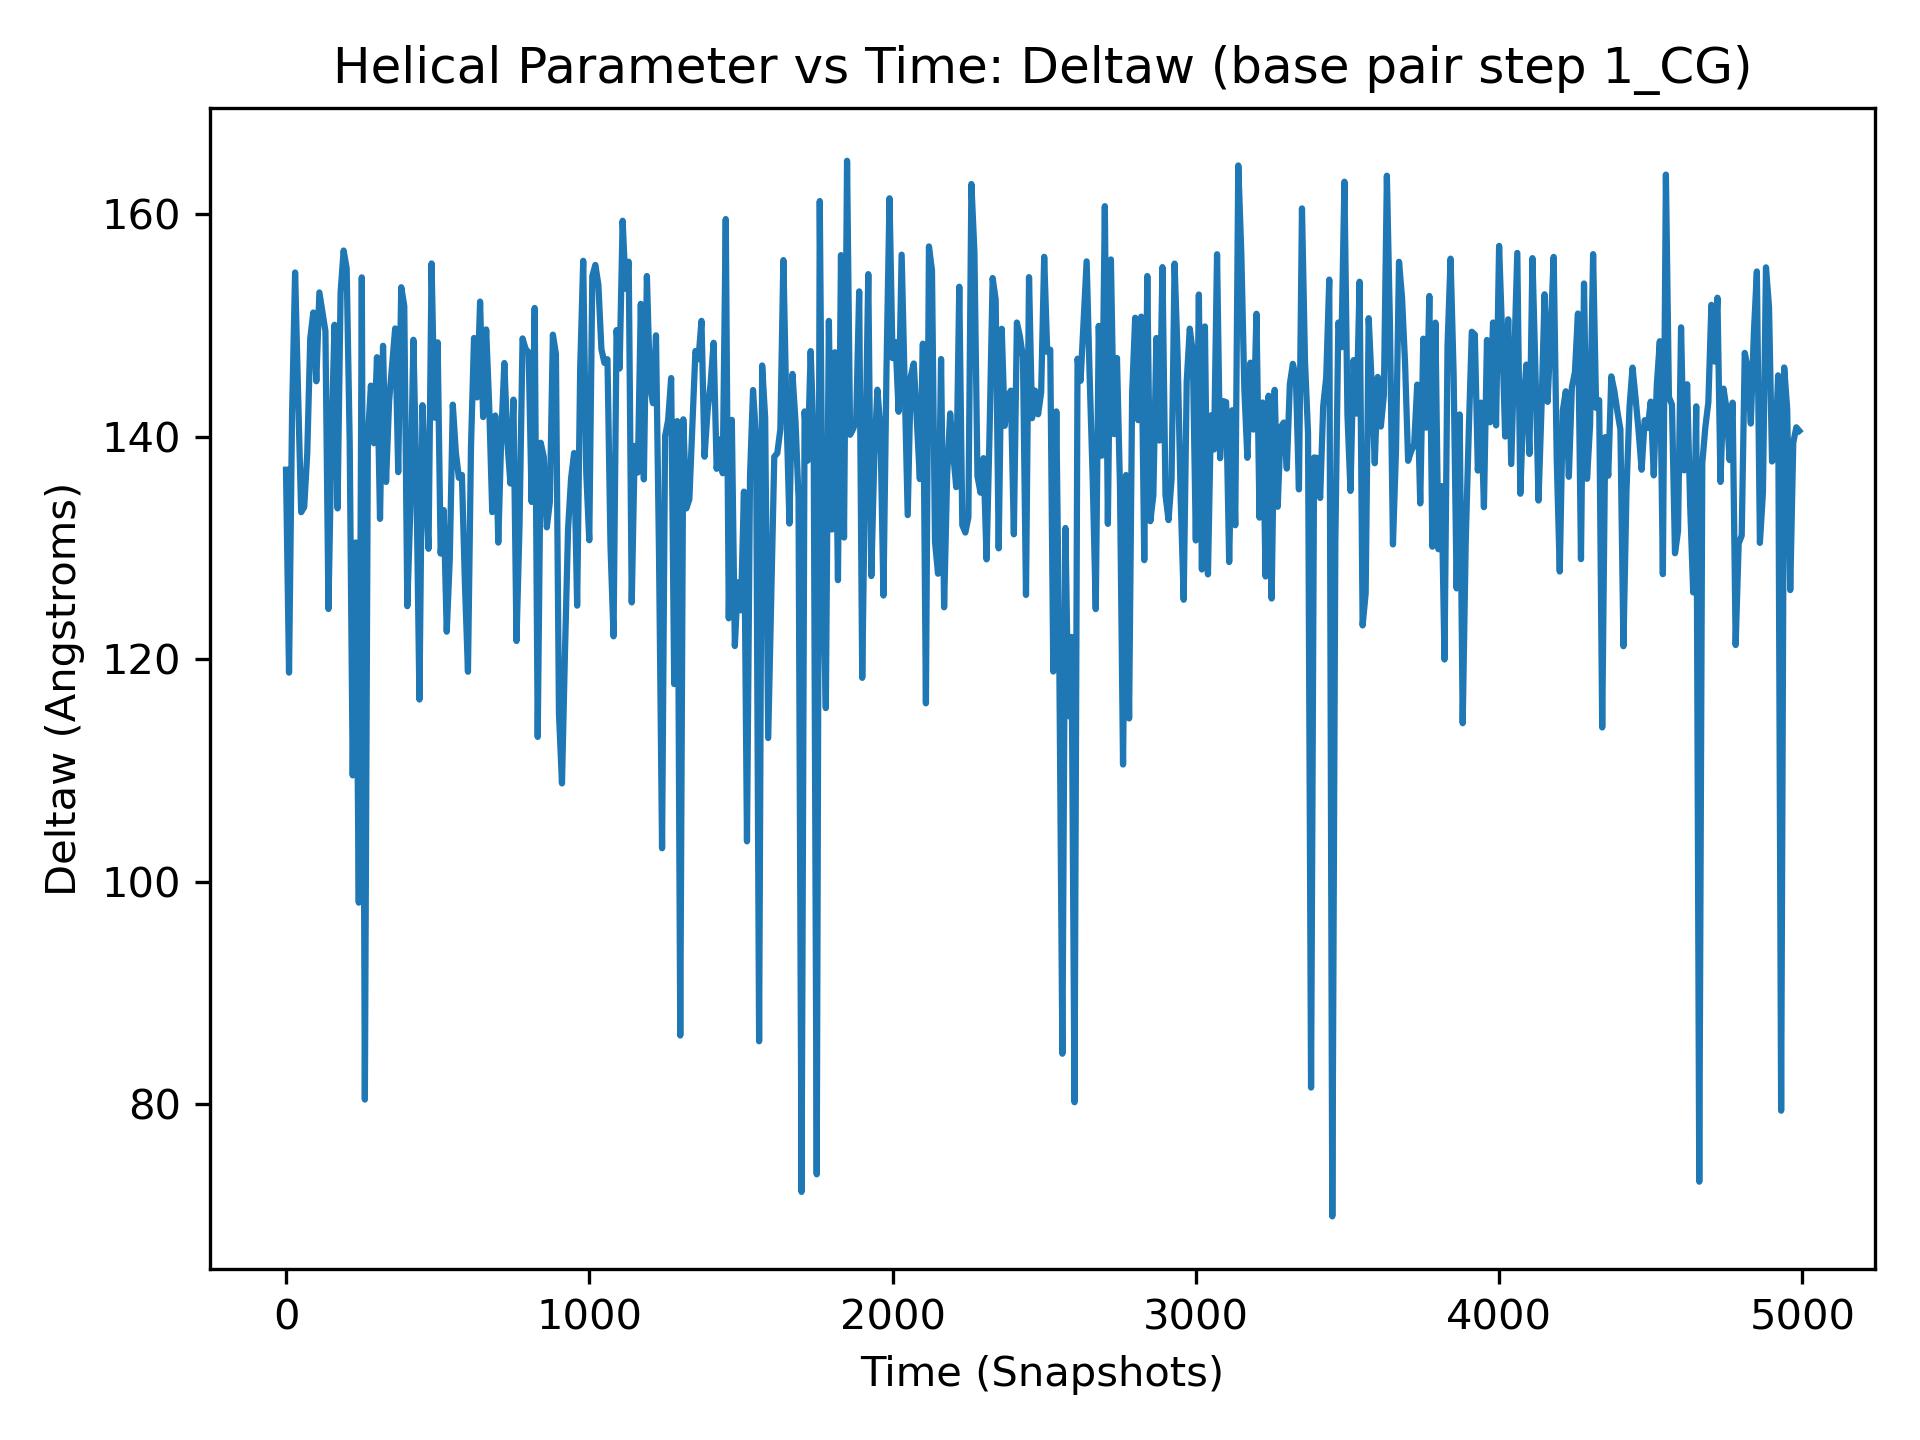 Helical Parameter vs Time: Deltaw (base pair step 1_CG)
Deltaw (Angstroms)
160
140
120
100
80
0 1000 2000 3000 4000 5000
Time (Snapshots)